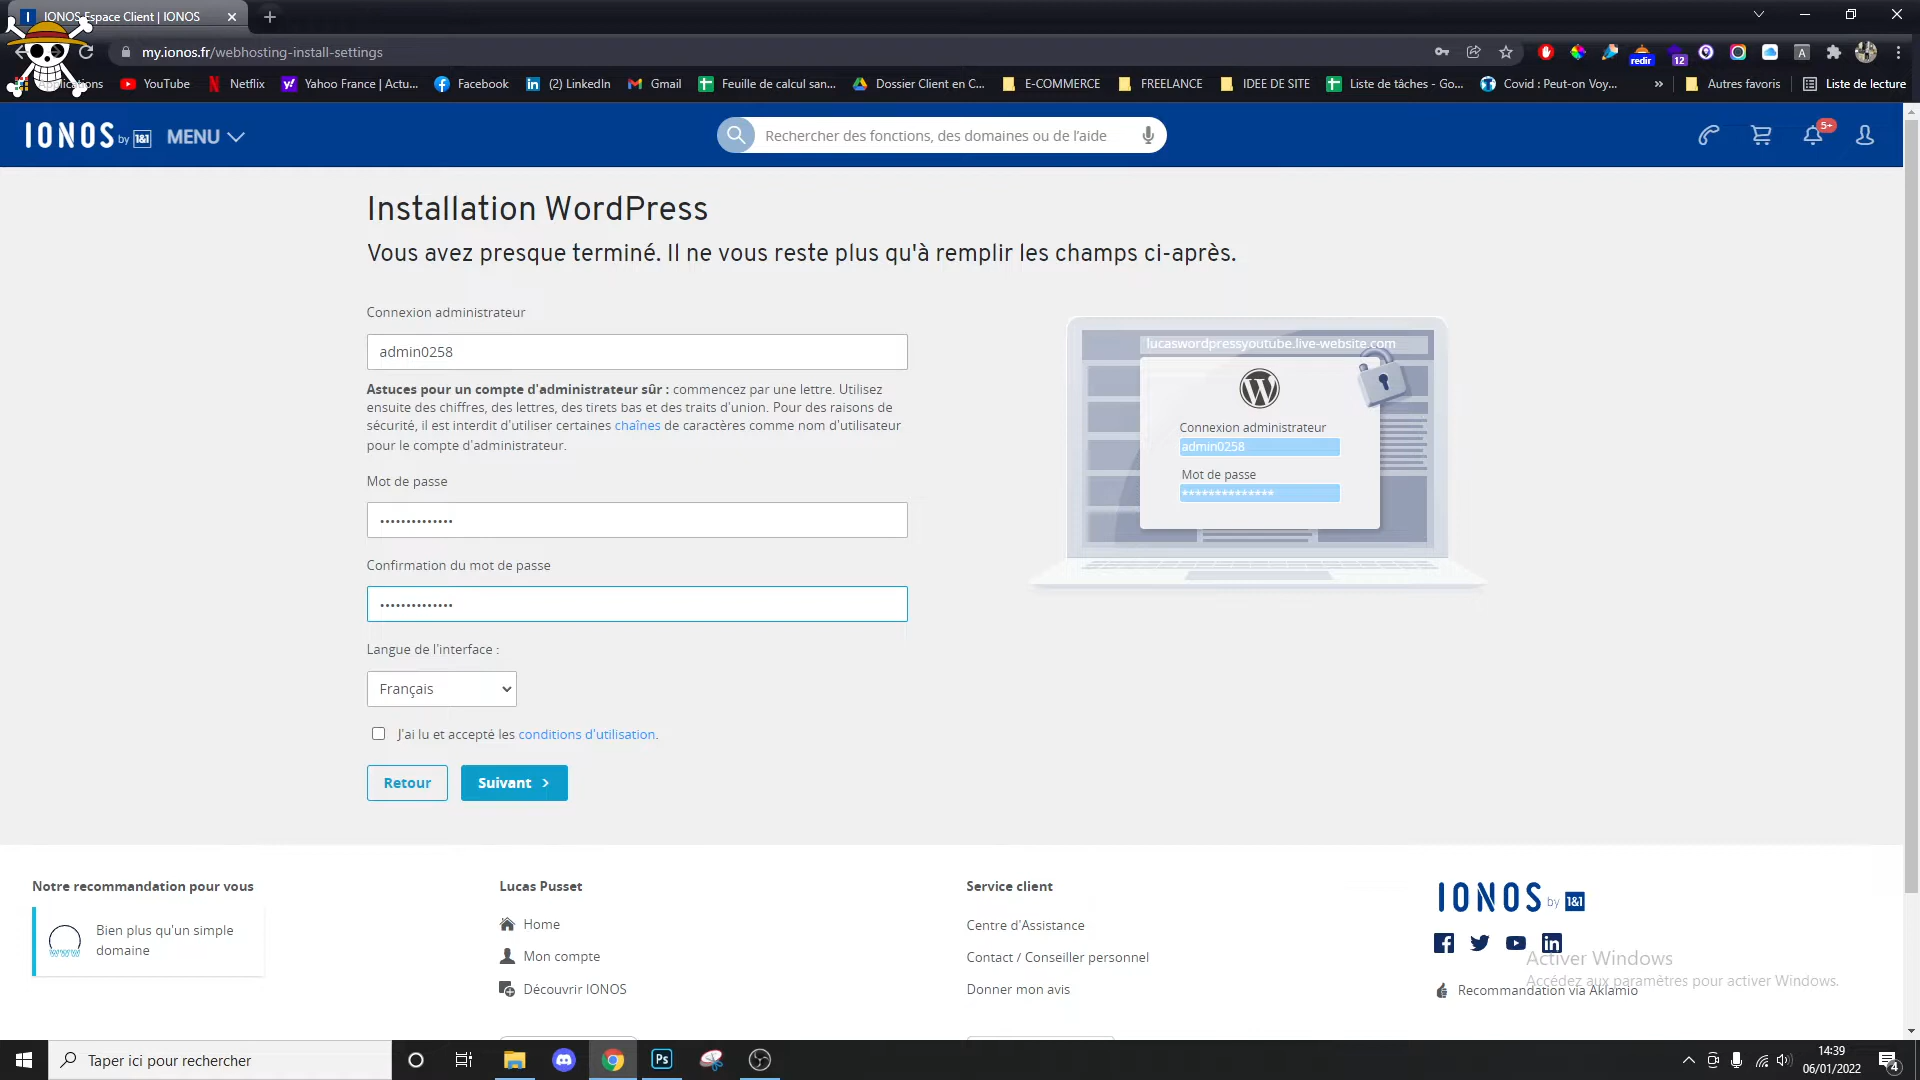 IONOS Espace Client | IONOS
my.ionos.fr/webhosting-install-settings
redir
12
A
YouTube
Netflix
Yahoo France | Actu...
Facebook
(2) LinkedIn
Gmail
Feuille de calcul san...
Dossier Client en C...
E-COMMERCE
FREELANCE
IDEE DE SITE
Liste de tâches - Go...
Covid : Peut-on Voy...
»
Autres favoris
Liste de lecture
IONOS by 1&1 MENU
Rechercher des fonctions, des domaines ou de l’aide
5+
Installation WordPress
Vous avez presque terminé. Il ne vous reste plus qu'à remplir les champs ci-après.
Connexion administrateur
admin0258
Astuces pour un compte d'administrateur sûr : commencez par une lettre. Utilisez
ensuite des chiffres, des lettres, des tirets bas et des traits d'union. Pour des raisons de
sécurité, il est interdit d'utiliser certaines chaînes de caractères comme nom d'utilisateur
pour le compte d'administrateur.
Mot de passe
••••••••••••••
Confirmation du mot de passe
••••••••••••••
Langue de l'interface :
Français
J'ai lu et accepté les conditions d'utilisation.
Retour
Suivant
lucaswordpressyoutube.live-website.com
Connexion administrateur
admin0258
Mot de passe
**************
Notre recommandation pour vous
Bien plus qu'un simple
domaine
Lucas Pusset
Home
Mon compte
Découvrir IONOS
Service client
Centre d'Assistance
Contact / Conseiller personnel
Donner mon avis
IONOS by 1&1
Recommandation via Aklamio
Activer Windows
Accédez aux paramètres pour activer Windows.
Taper ici pour rechercher
Ps
14:39
06/01/2022
4